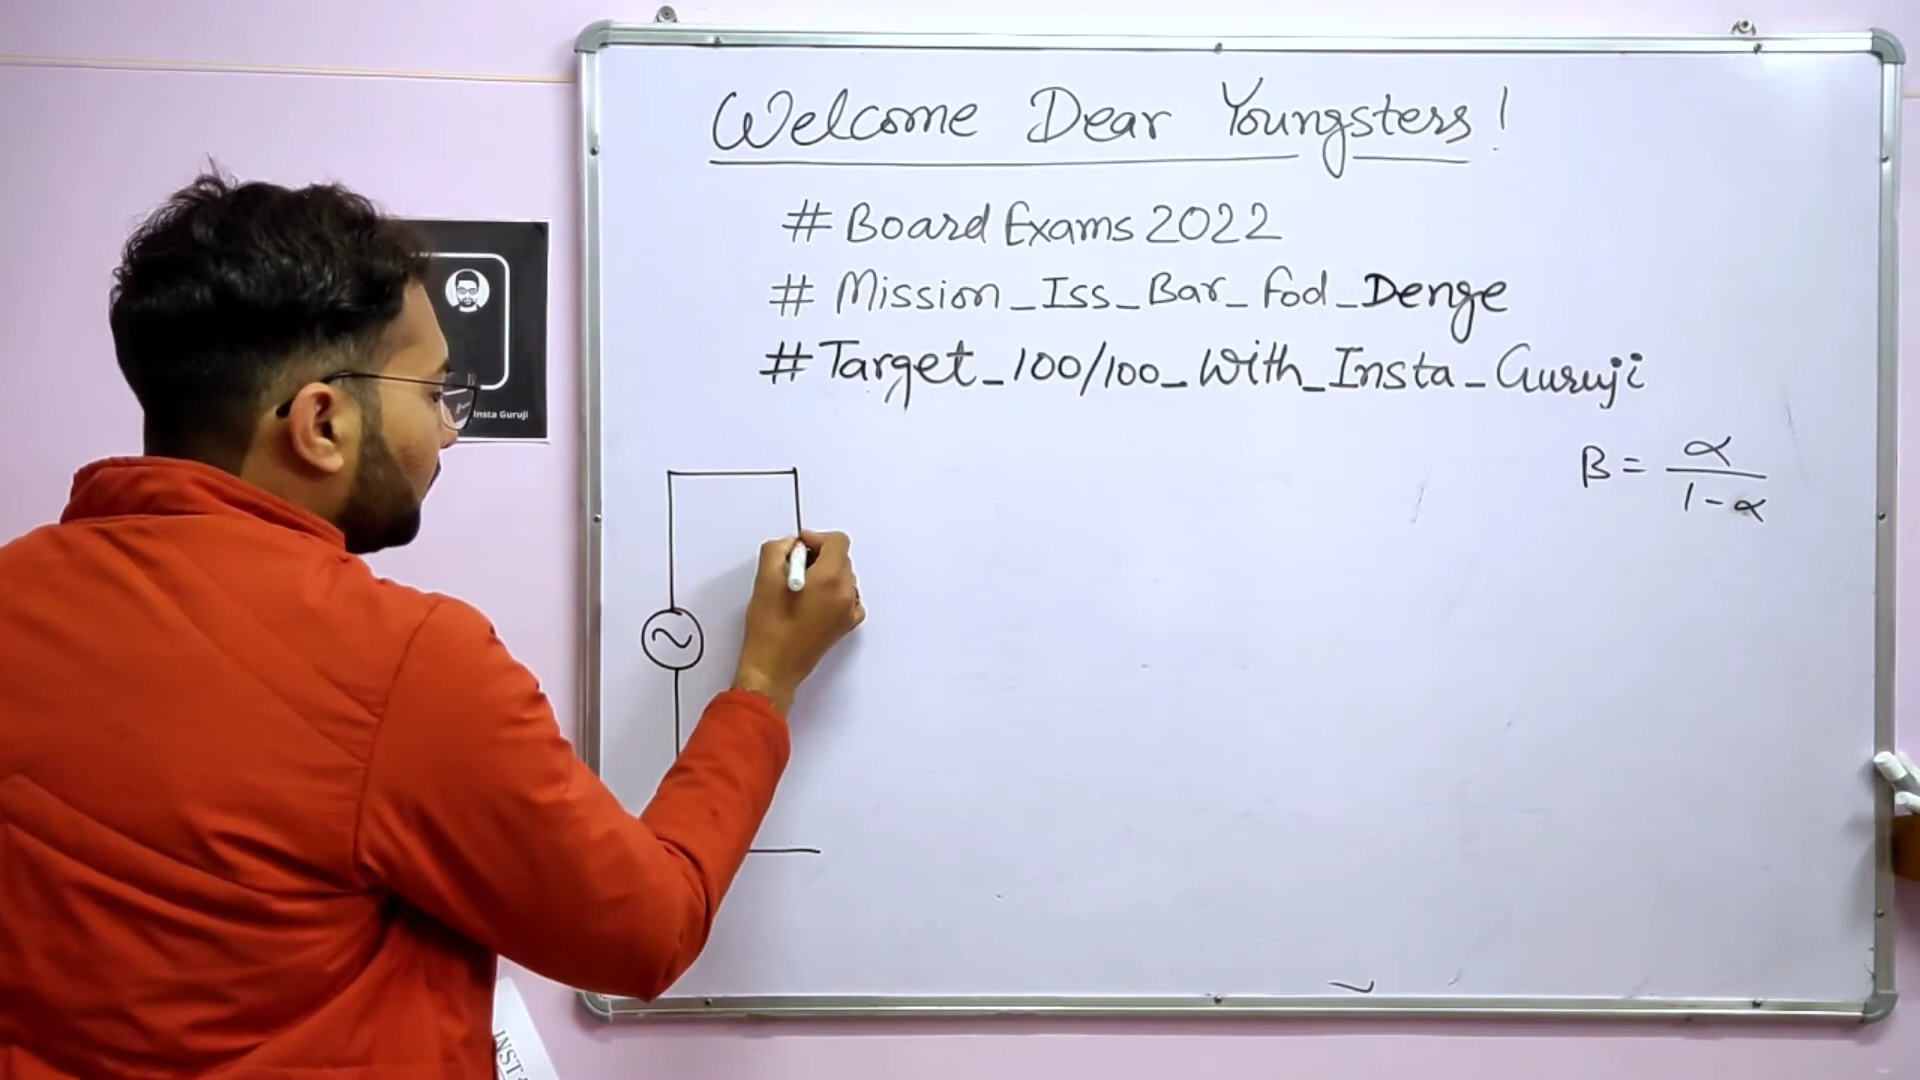 Welcome Dear Youngsters!
#Board Exams 2022
# Mission_Iss_Bar_fod_Denge
#Target_100/100_With_Insta_Guruji
β = α
1-α
Insta Guruji